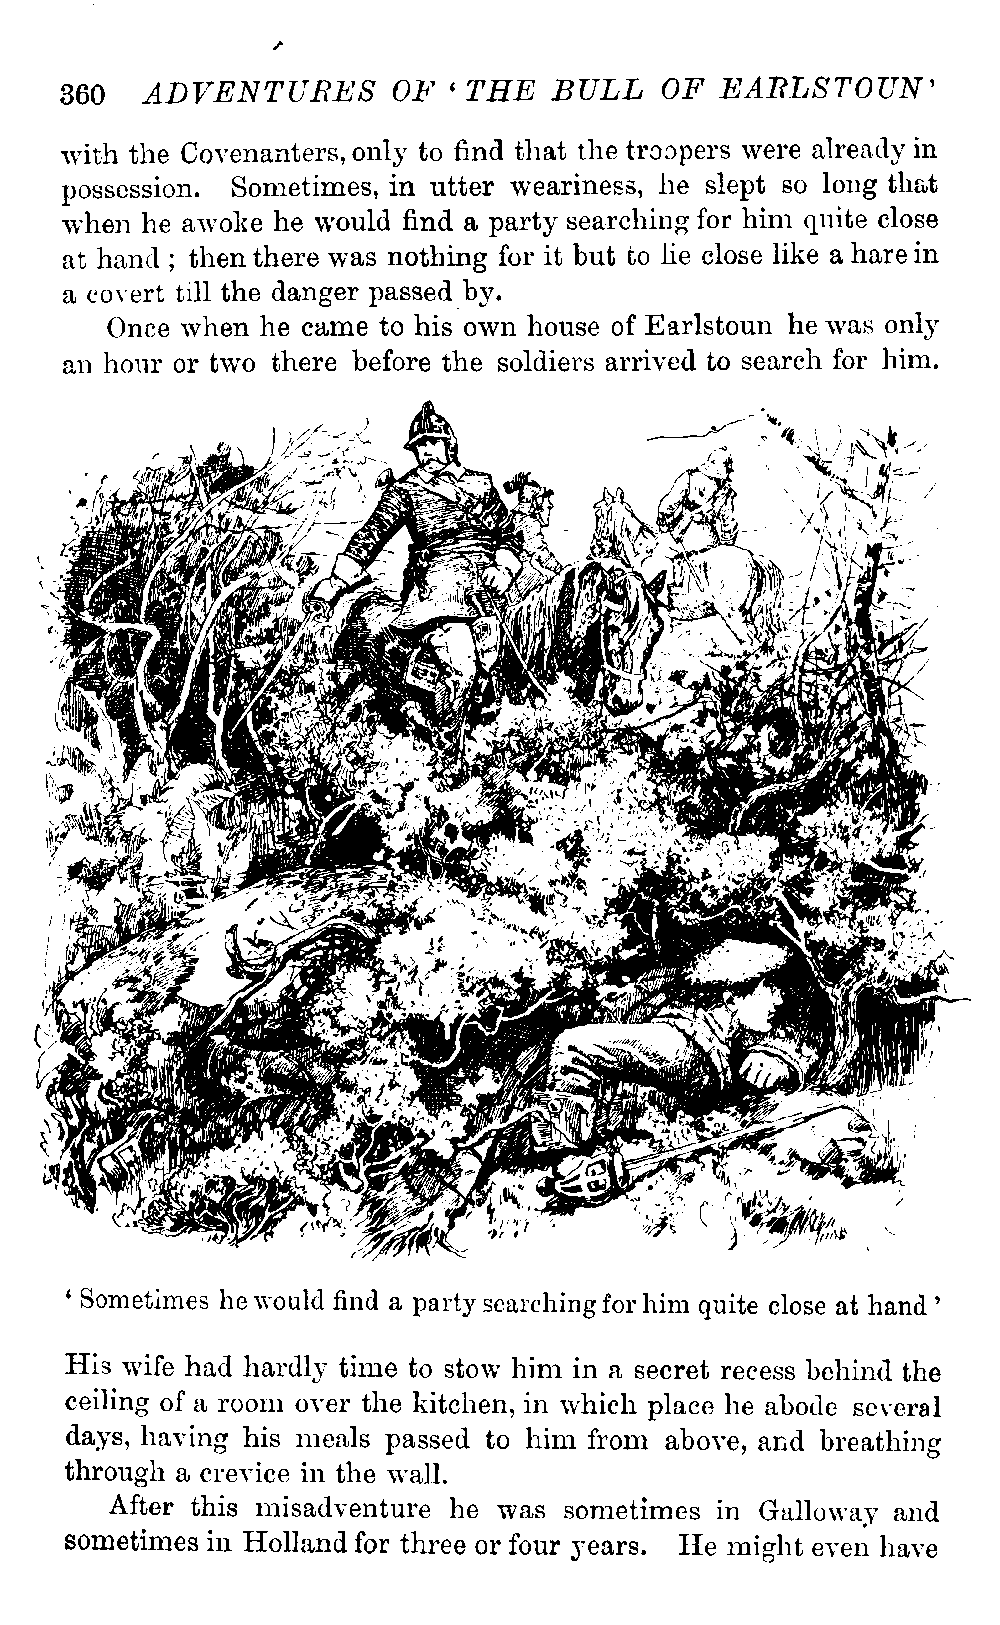 360 ADVENTURES OF ‘THE BULL OF EARLSTOUN’
with the Covenanters, only to find that the troopers were already in
possession. Sometimes, in utter weariness, he slept so long that
when he awoke he would find a party searching for him quite close
at hand ; then there was nothing for it but to lie close like a hare in
a covert till the danger passed by.
Once when he came to his own house of Earlstoun he was only
an hour or two there before the soldiers arrived to search for him.
‘ Sometimes he would find a party searching for him quite close at hand ’
His wife had hardly time to stow him in a secret recess behind the
ceiling of a room over the kitchen, in which place he abode several
days, having his meals passed to him from above, and breathing
through a crevice in the wall.
After this misadventure he was sometimes in Galloway and
sometimes in Holland for three or four years. He might even have